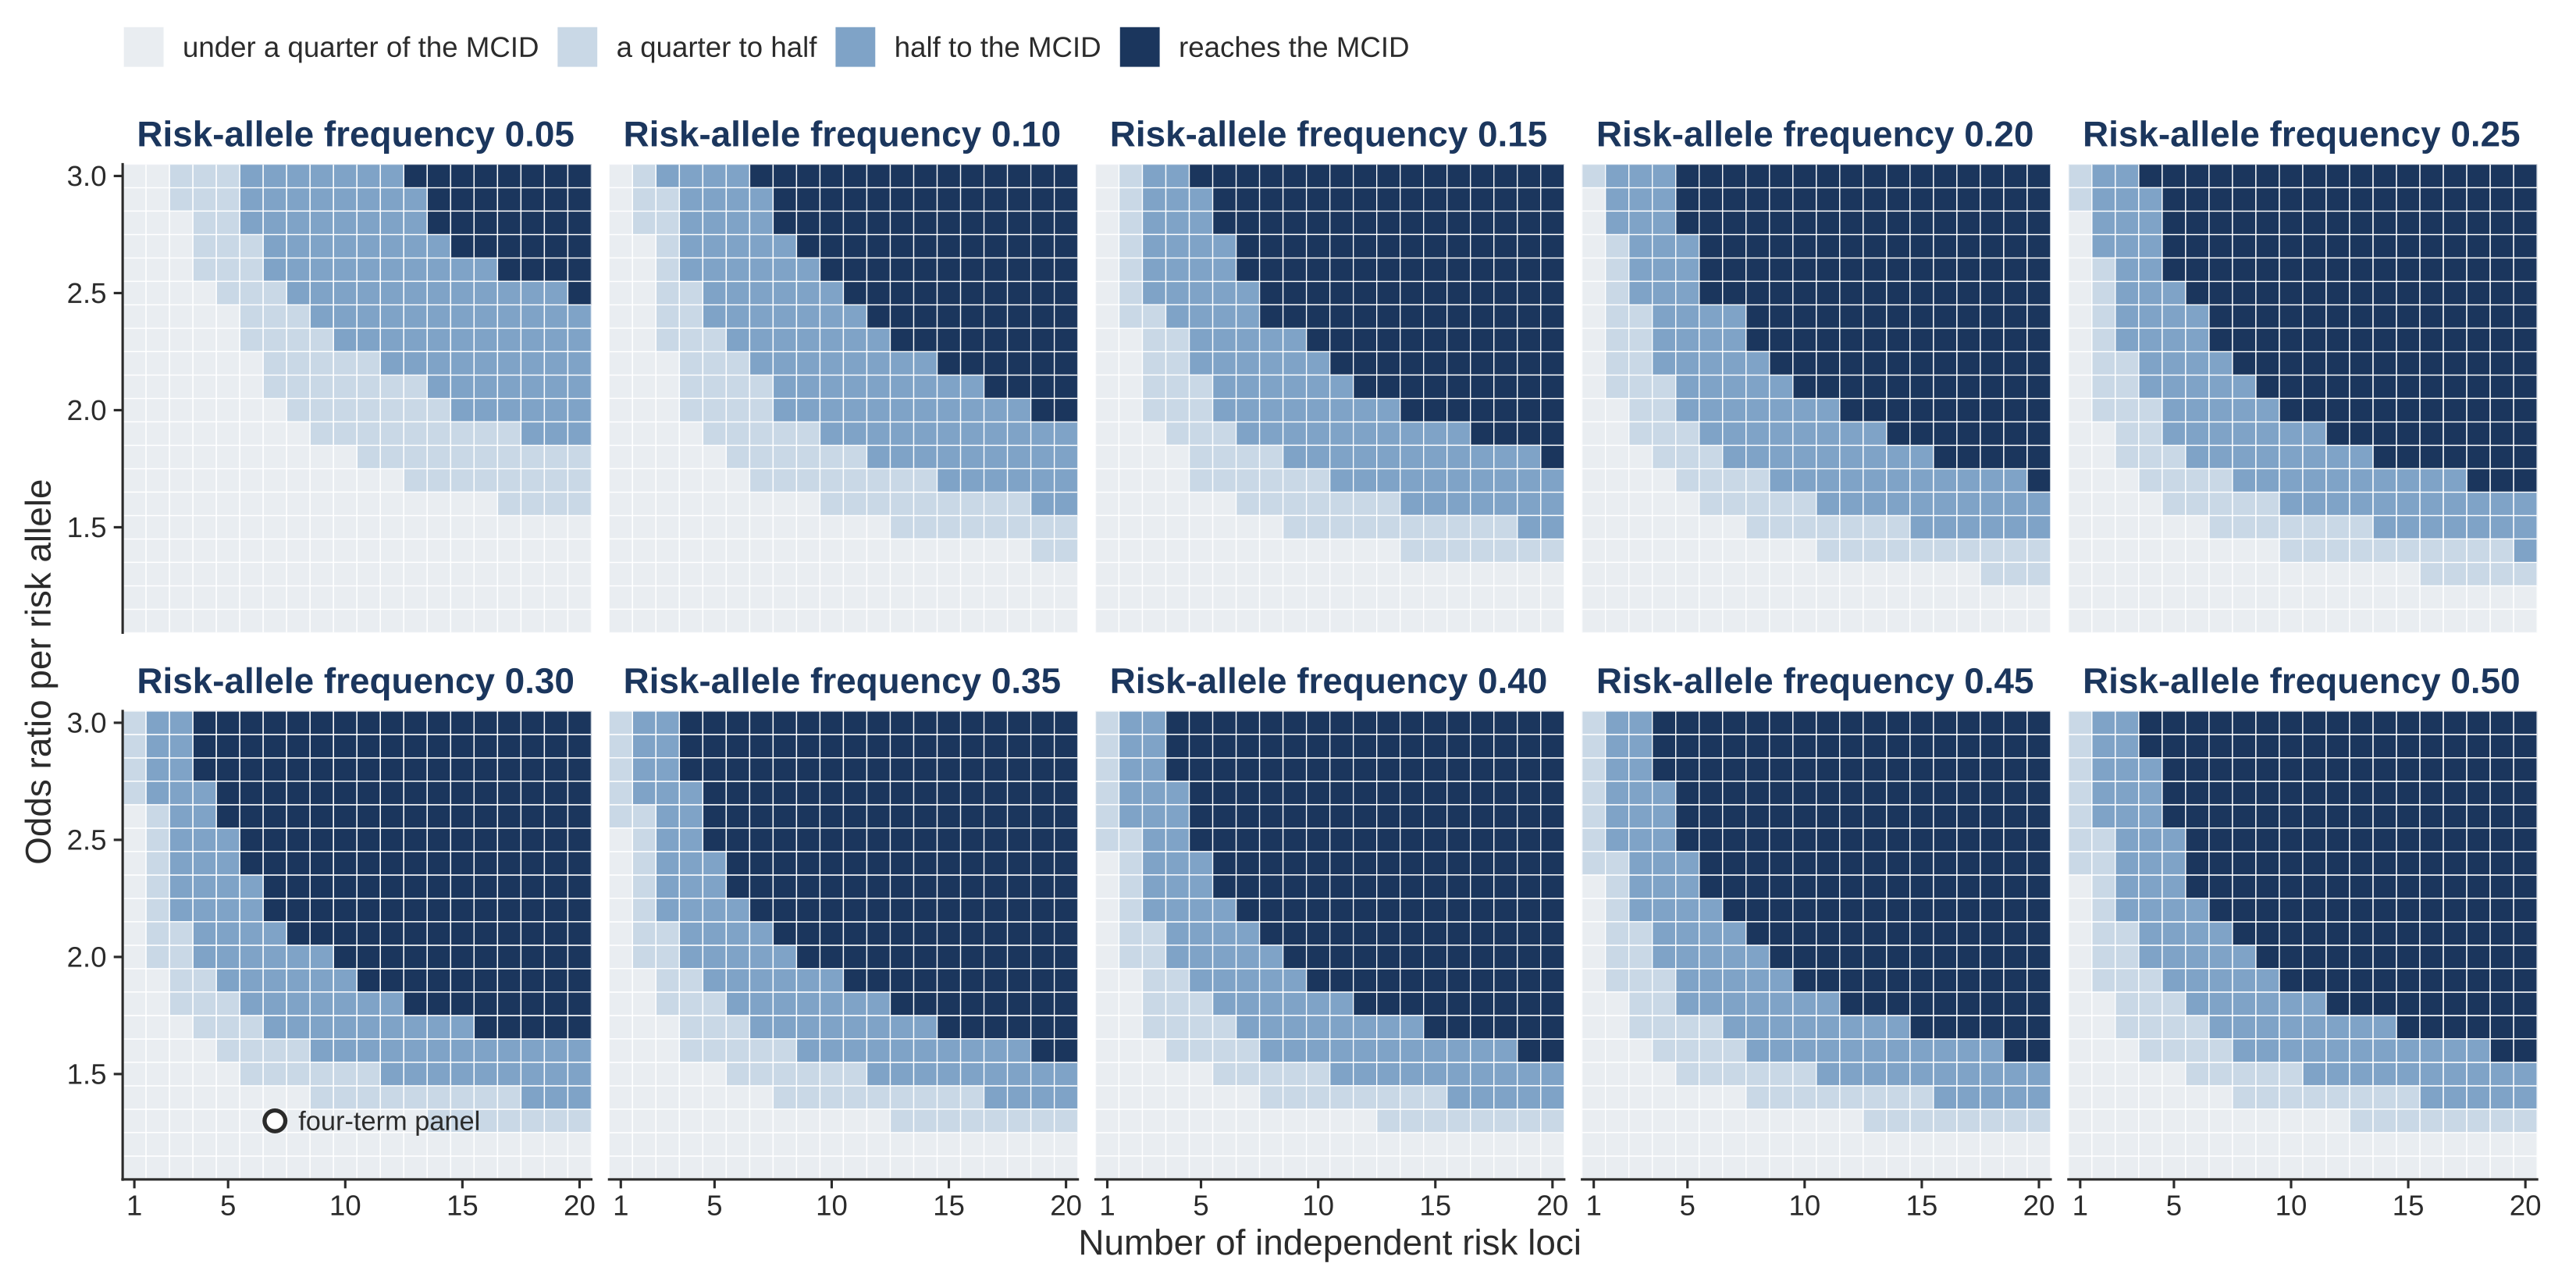 under a quarter of the MCID a quarter to half half to the MCID reaches the MCID
Risk-allele frequency 0.05 Risk-allele frequency 0.10 Risk-allele frequency 0.15 Risk-allele frequency 0.20 Risk-allele frequency 0.25
3.0
2.5
2.0
1.5
Odds ratio per risk allele
Risk-allele frequency 0.30 Risk-allele frequency 0.35 Risk-allele frequency 0.40 Risk-allele frequency 0.45 Risk-allele frequency 0.50
3.0
2.5
2.0
1.5
four-term panel
1 5 10 15 20 1 5 10 15 20 1 5 10 15 20 1 5 10 15 20 1 5 10 15 20
Number of independent risk loci